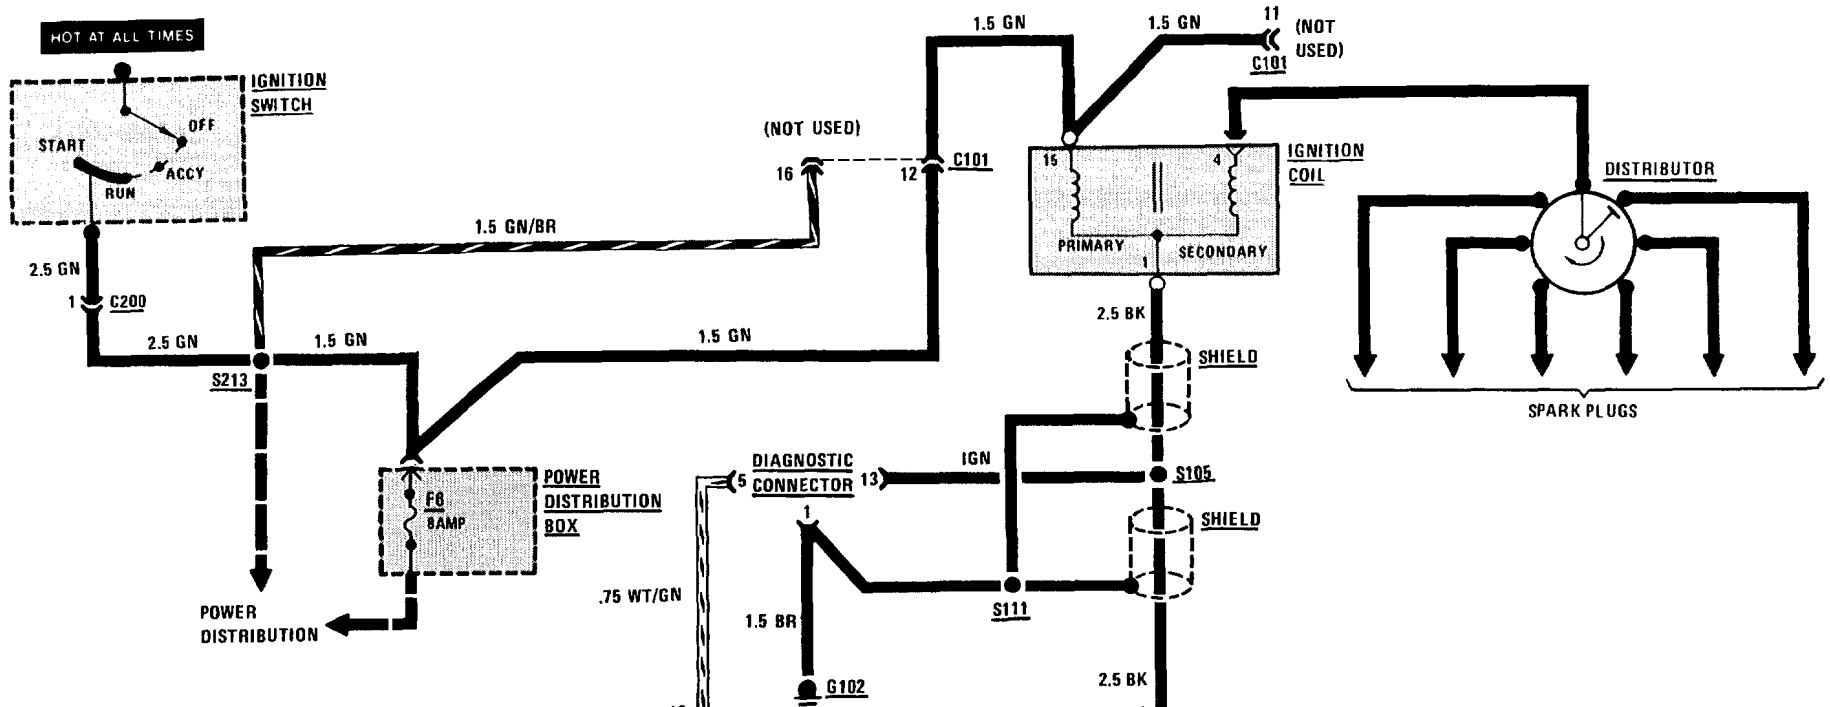 HOT AT ALL TIMES
IGNITION
SWITCH
OFF
START
ACCY
RUN
2.5 GN
1
C200
2.5 GN
1.5 GN
S213
1.5 GN/BR
(NOT USED)
16
12
C101
1.5 GN
1.5 GN
1.5 GN
11
(NOT
USED)
C101
15
4
IGNITION
COIL
PRIMARY
SECONDARY
1
2.5 BK
DISTRIBUTOR
SPARK PLUGS
SHIELD
F6
8AMP
POWER
DISTRIBUTION
BOX
POWER
DISTRIBUTION
5
DIAGNOSTIC
CONNECTOR
13
IGN
S105
1
SHIELD
.75 WT/GN
1.5 BR
S111
G102
2.5 BK